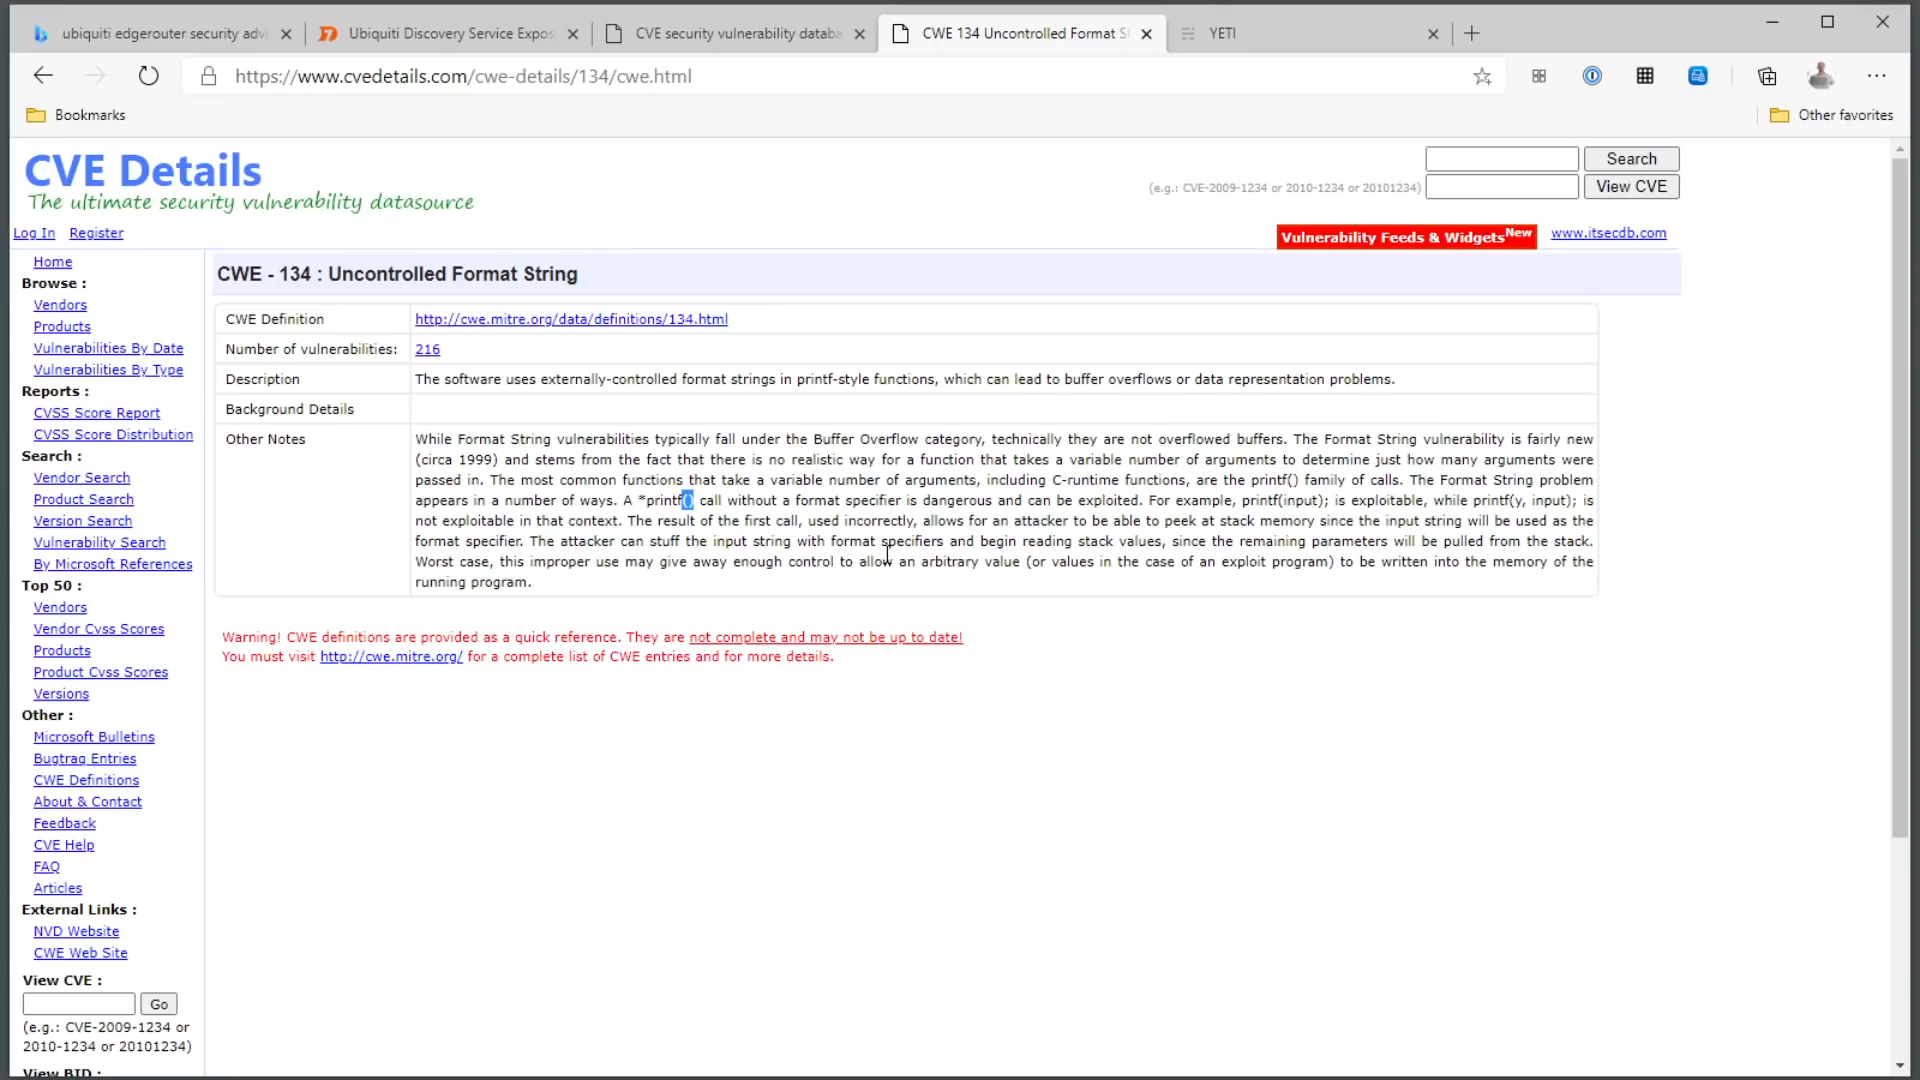 ubiquiti edgerouter security adv
Ubiquiti Discovery Service Expos
CVE security vulnerability databa
CWE 134 Uncontrolled Format S
YETI
https://www.cvedetails.com/cwe-details/134/cwe.html
Bookmarks
Other favorites
CVE Details
The ultimate security vulnerability datasource
Search
(e.g.: CVE-2009-1234 or 2010-1234 or 20101234)
View CVE
Log In Register
Vulnerability Feeds & Widgets New
www.itsecdb.com
Home
Browse :
Vendors
Products
Vulnerabilities By Date
Vulnerabilities By Type
Reports :
CVSS Score Report
CVSS Score Distribution
Search :
Vendor Search
Product Search
Version Search
Vulnerability Search
By Microsoft References
Top 50 :
Vendors
Vendor Cvss Scores
Products
Product Cvss Scores
Versions
Other :
Microsoft Bulletins
Bugtraq Entries
CWE Definitions
About & Contact
Feedback
CVE Help
FAQ
Articles
External Links :
NVD Website
CWE Web Site
View CVE :
Go
(e.g.: CVE-2009-1234 or
2010-1234 or 20101234)
View BID :
CWE - 134 : Uncontrolled Format String
CWE Definition http://cwe.mitre.org/data/definitions/134.html
Number of vulnerabilities: 216
Description The software uses externally-controlled format strings in printf-style functions, which can lead to buffer overflows or data representation problems.
Background Details
Other Notes While Format String vulnerabilities typically fall under the Buffer Overflow category, technically they are not overflowed buffers. The Format String vulnerability is fairly new
(circa 1999) and stems from the fact that there is no realistic way for a function that takes a variable number of arguments to determine just how many arguments were
passed in. The most common functions that take a variable number of arguments, including C-runtime functions, are the printf() family of calls. The Format String problem
appears in a number of ways. A *printf() call without a format specifier is dangerous and can be exploited. For example, printf(input); is exploitable, while printf(y, input); is
not exploitable in that context. The result of the first call, used incorrectly, allows for an attacker to be able to peek at stack memory since the input string will be used as the
format specifier. The attacker can stuff the input string with format specifiers and begin reading stack values, since the remaining parameters will be pulled from the stack.
Worst case, this improper use may give away enough control to allow an arbitrary value (or values in the case of an exploit program) to be written into the memory of the
running program.
Warning! CWE definitions are provided as a quick reference. They are not complete and may not be up to date!
You must visit http://cwe.mitre.org/ for a complete list of CWE entries and for more details.